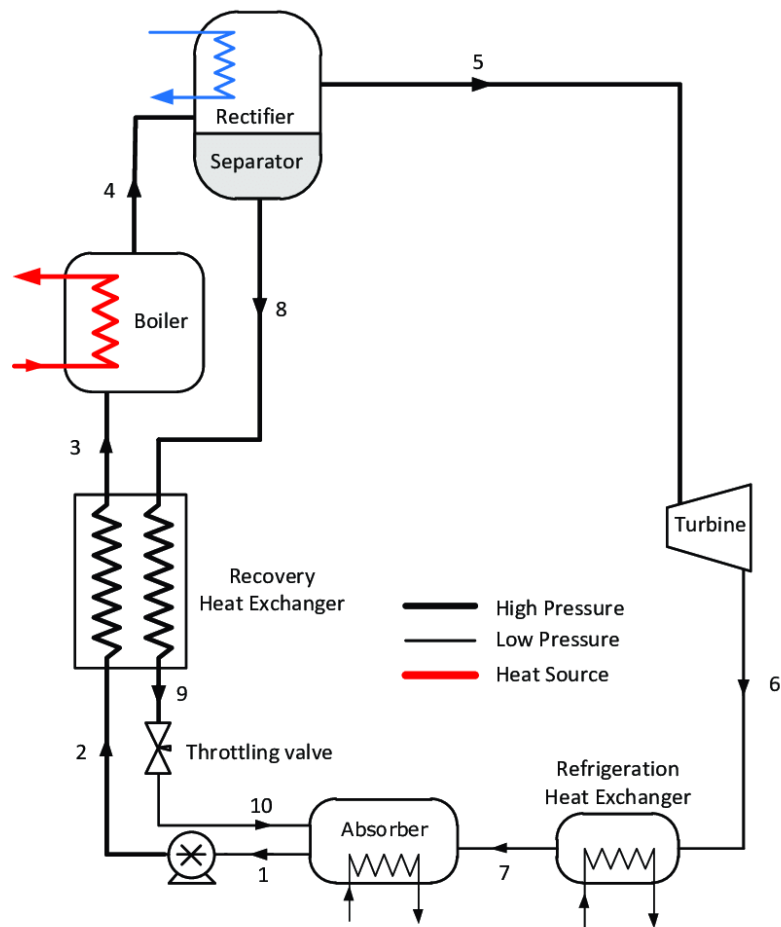 5
Rectifier
Separator
4
8
Boiler
3
Turbine
Recovery
Heat Exchanger
High Pressure
Low Pressure
Heat Source
9
6
2
Throttling valve
Refrigeration
Heat Exchanger
10
Absorber
1
7